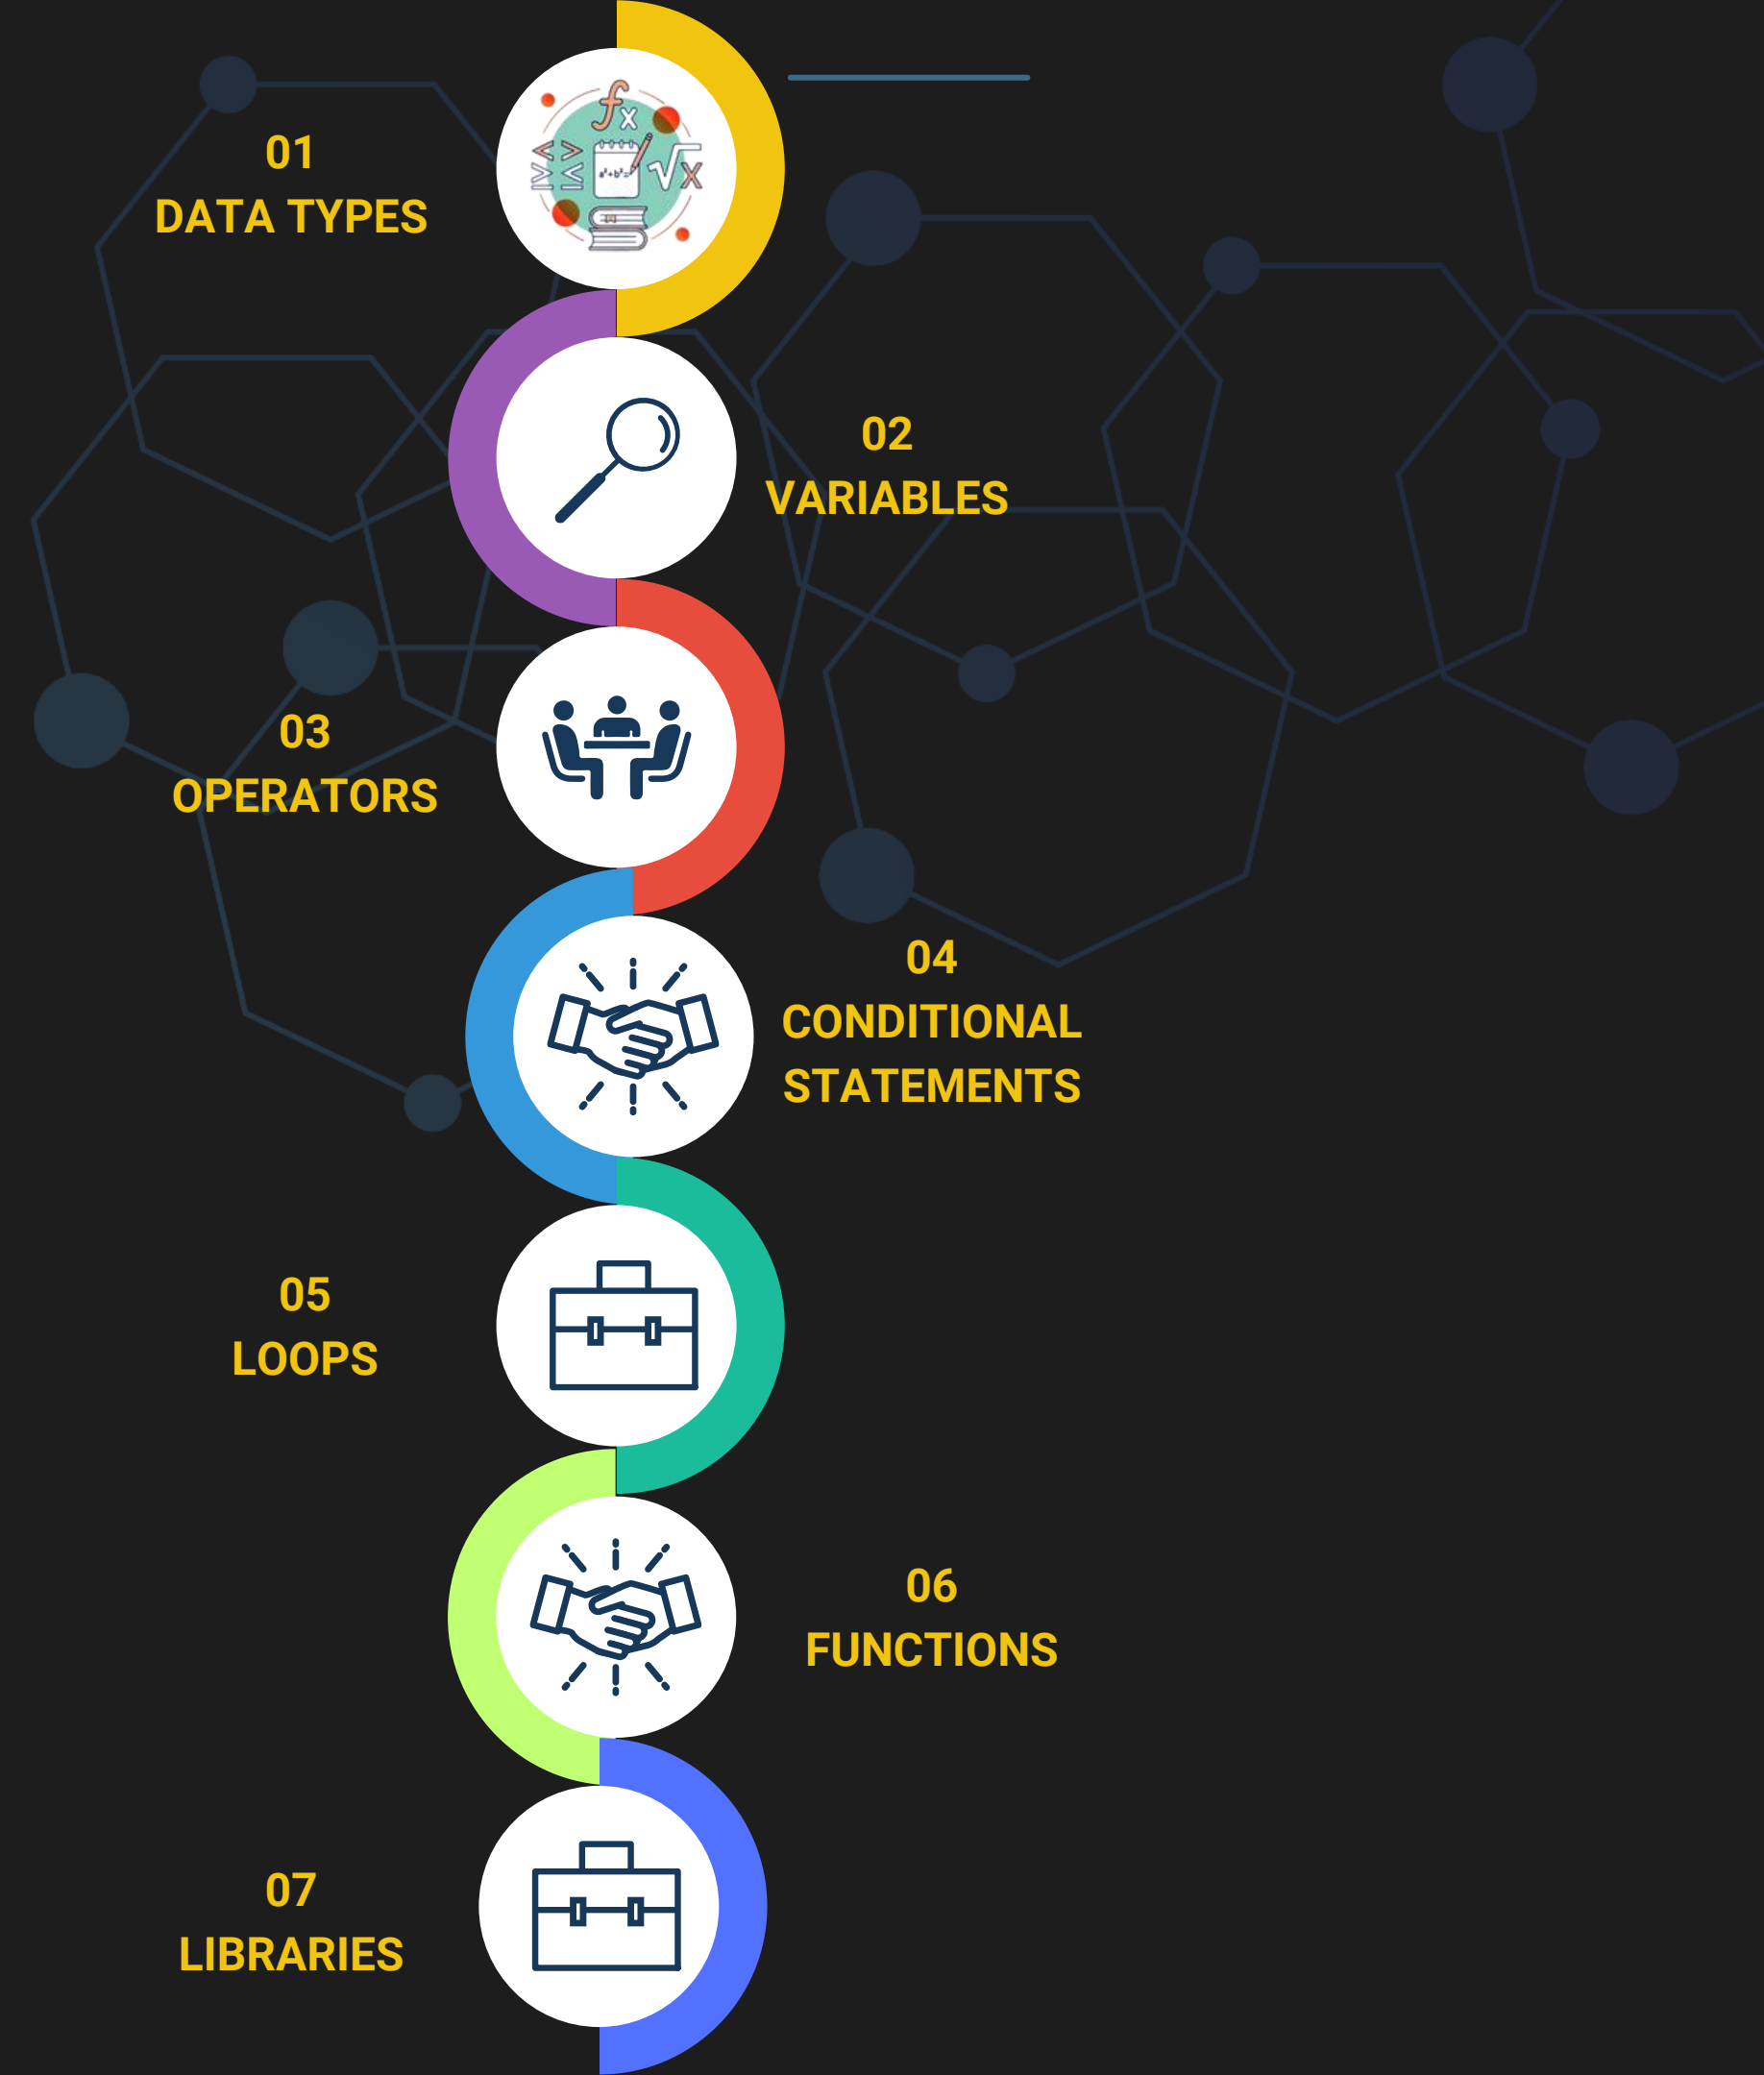 01
DATA TYPES
02
VARIABLES
03
OPERATORS
04
CONDITIONAL
STATEMENTS
05
LOOPS
06
FUNCTIONS
07
LIBRARIES